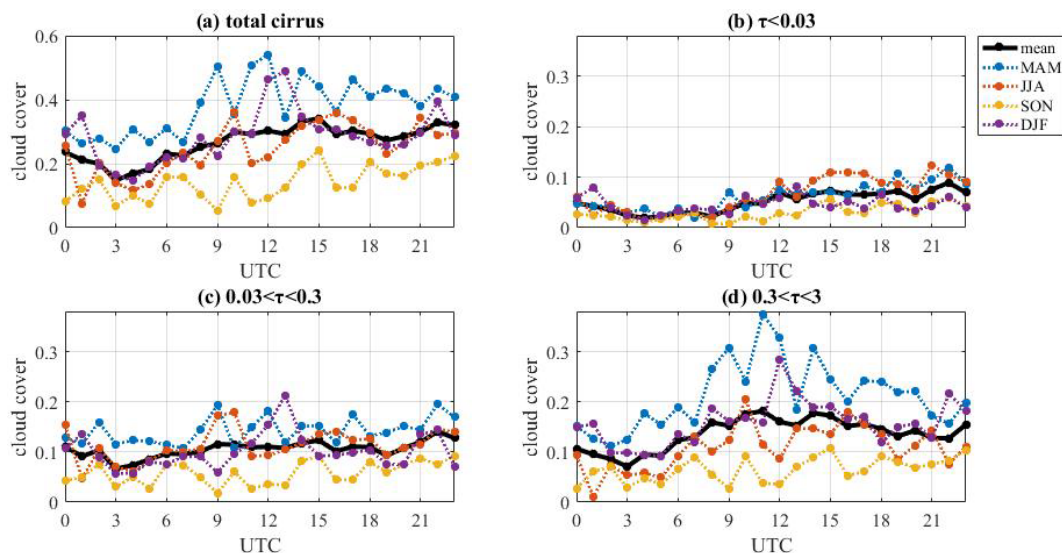 (a) total cirrus
(b) τ<0.03
0.6
0.4
0.2
0
cloud cover
0 3 6 9 12 15 18 21
UTC
0.3
0.2
0.1
0
cloud cover
0 3 6 9 12 15 18 21
UTC
mean
MAM
JJA
SON
DJF
(c) 0.03<τ<0.3
(d) 0.3<τ<3
0.3
0.2
0.1
0
cloud cover
0 3 6 9 12 15 18 21
UTC
0.3
0.2
0.1
0
cloud cover
0 3 6 9 12 15 18 21
UTC